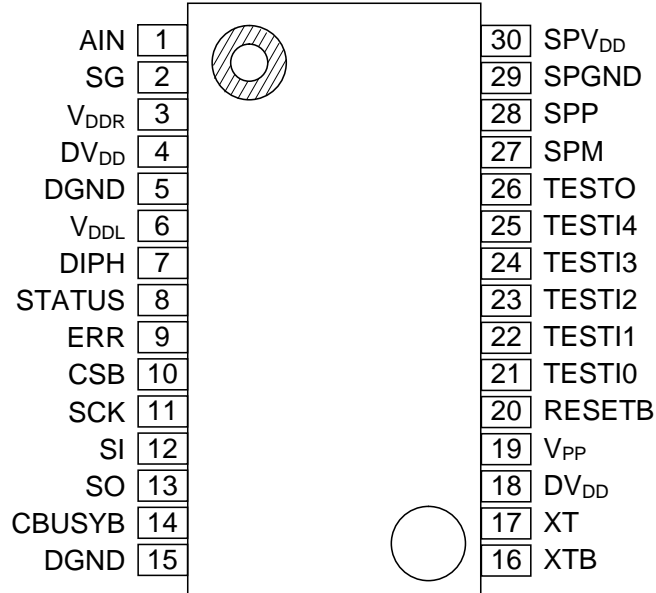 AIN 1
SG 2
VDDR 3
DVDD 4
DGND 5
VDDL 6
DIPH 7
STATUS 8
ERR 9
CSB 10
SCK 11
SI 12
SO 13
CBUSYB 14
DGND 15
30 SPVDD
29 SPGND
28 SPP
27 SPM
26 TESTO
25 TESTI4
24 TESTI3
23 TESTI2
22 TESTI1
21 TESTI0
20 RESETB
19 VPP
18 DVDD
17 XT
16 XTB